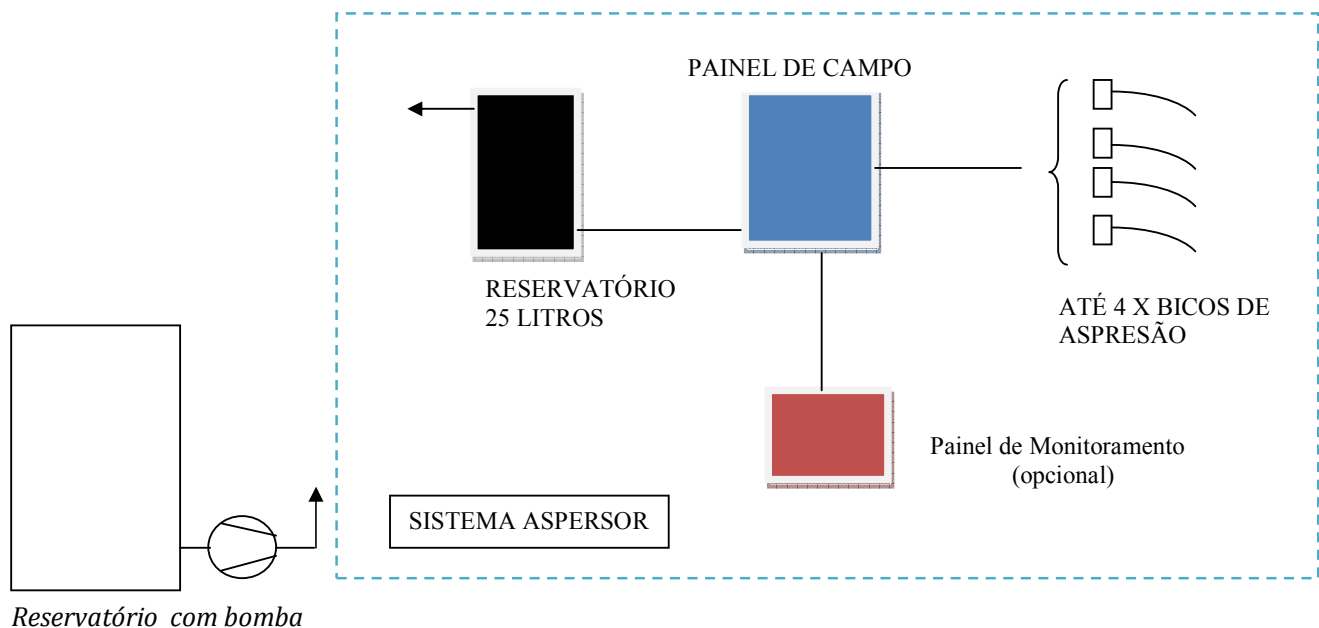 PAINEL DE CAMPO
RESERVATÓRIO
25 LITROS
ATÉ 4 X BICOS DE
ASPRESÃO
Painel de Monitoramento
(opcional)
SISTEMA ASPERSOR
Reservatório com bomba